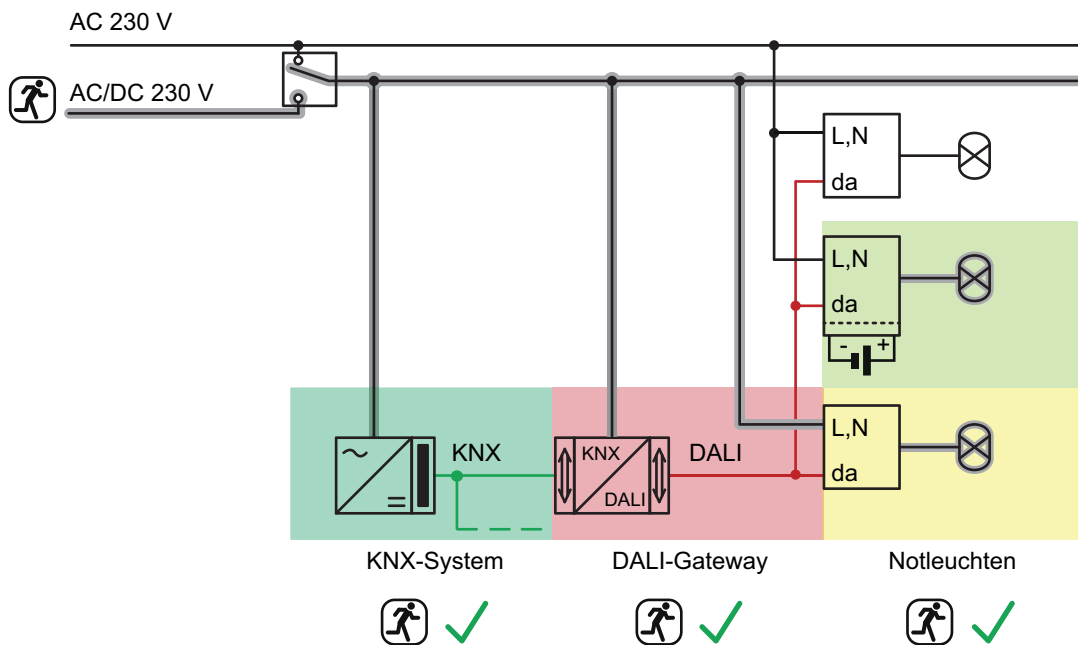 AC 230 V
AC/DC 230 V
L,N
da
L,N
da
- +
L,N
da
KNX
KNX
DALI
DALI
KNX-System
DALI-Gateway
Notleuchten